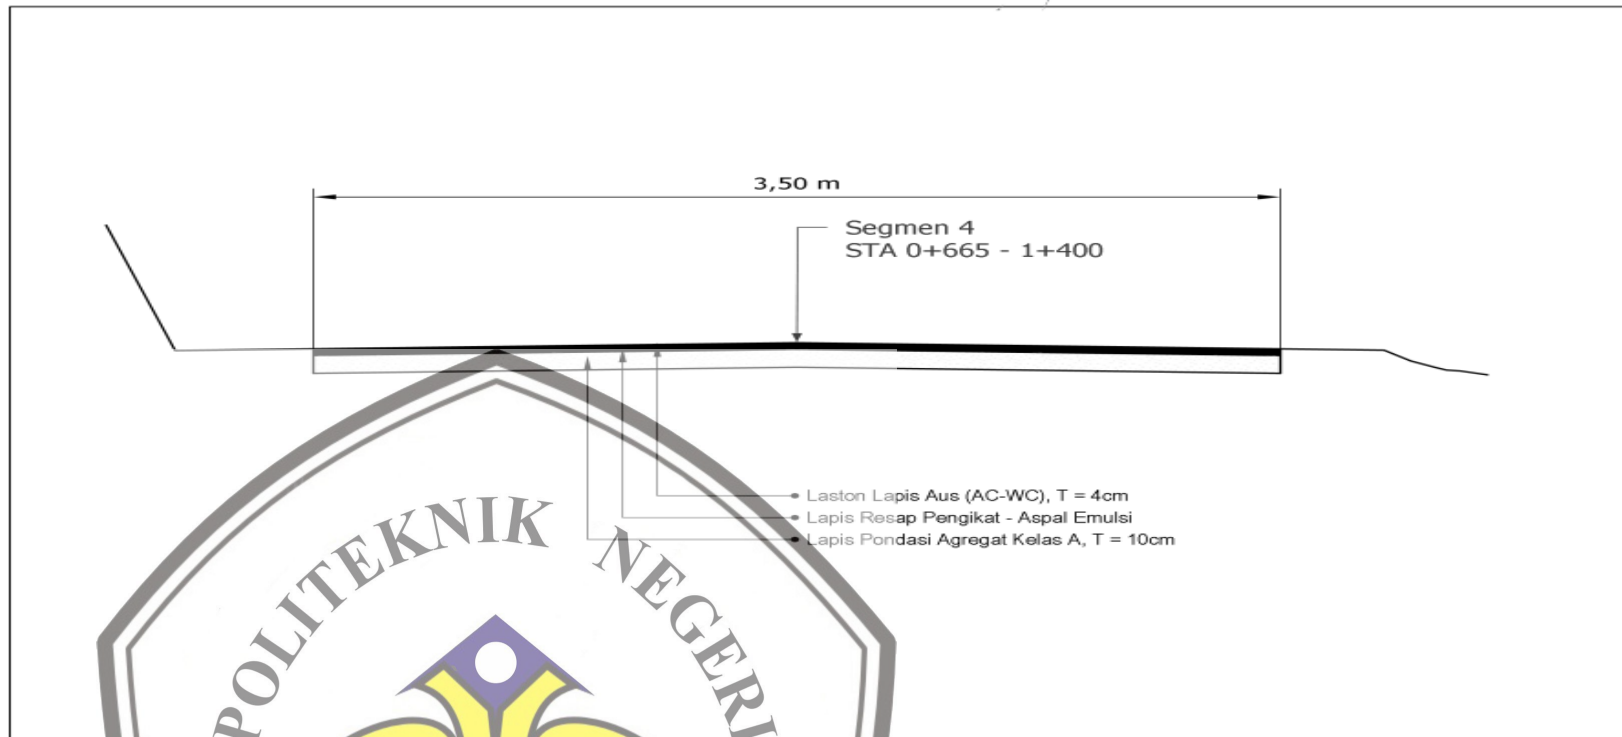 3,50 m
Segmen 4
STA 0+665 - 1+400
Laston Lapis Aus (AC-WC), T = 4cm
Lapis Resap Pengikat - Aspal Emulsi
Lapis Pondasi Agregat Kelas A, T = 10cm
POLITEKNIK NEGERI